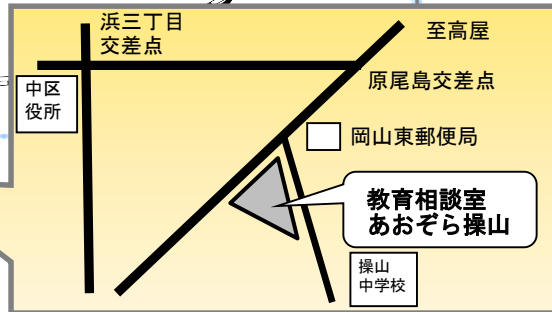 浜三丁目
交差点
至高屋
中区
役所
原尾島交差点
岡山東郵便局
教育相談室
あおぞら操山
操山
中学校